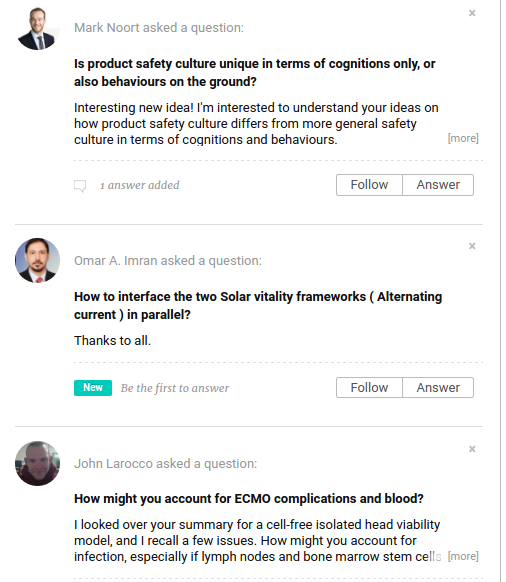 Mark Noort asked a question:
Is product safety culture unique in terms of cognitions only, or
also behaviours on the ground?
Interesting new idea! I'm interested to understand your ideas on
how product safety culture differs from more general safety
culture in terms of cognitions and behaviours. [more]
1 answer added Follow Answer
Omar A. Imran asked a question:
How to interface the two Solar vitality frameworks ( Alternating
current ) in parallel?
Thanks to all.
New Be the first to answer Follow Answer
John Larocco asked a question:
How might you account for ECMO complications and blood?
I looked over your summary for a cell-free isolated head viability
model, and I recall a few issues. How might you account for
infection, especially if lymph nodes and bone marrow stem cells [more]